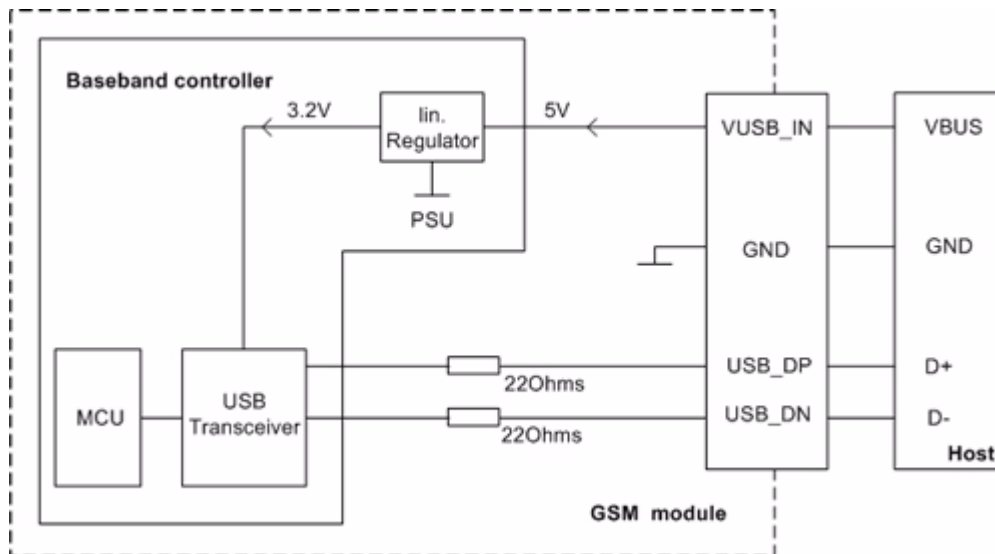 Baseband controller
3.2V
lin.
Regulator
5V
PSU
VUSB_IN
VBUS
GND
GND
MCU
USB
Transceiver
22Ohms
22Ohms
USB_DP
USB_DN
D+
D-
Host
GSM module